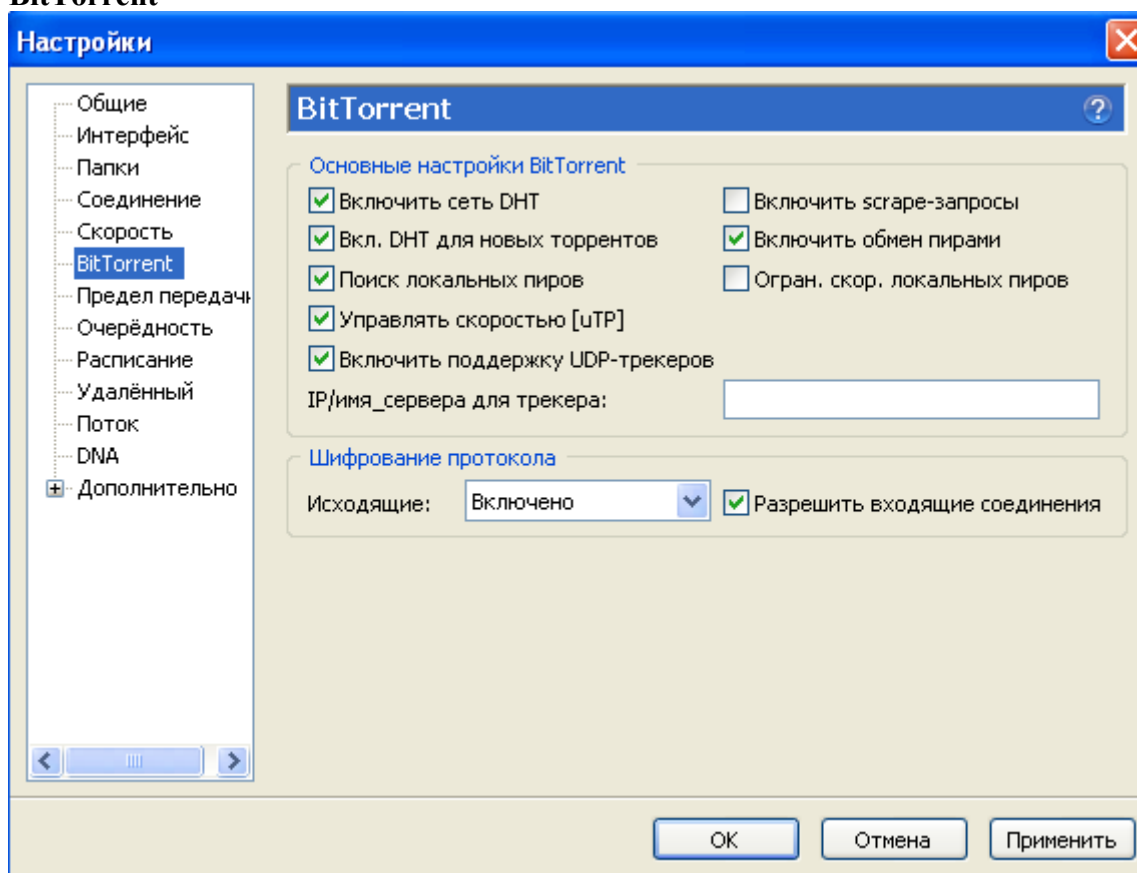 BitTorrent
Настройки
Общие
Интерфейс
Папки
Соединение
Скорость
BitTorrent
Предел передачи
Очерёдность
Расписание
Удалённый
Поток
DNA
Дополнительно
BitTorrent
Основные настройки BitTorrent
Включить сеть DHT
Включить scrape-запросы
Вкл. DHT для новых торрентов
Включить обмен пирами
Поиск локальных пиров
Огран. скор. локальных пиров
Управлять скоростью [uTP]
Включить поддержку UDP-трекеров
IP/имя_сервера для трекера:
Шифрование протокола
Исходящие:
Включено
Разрешить входящие соединения
OK
Отмена
Применить